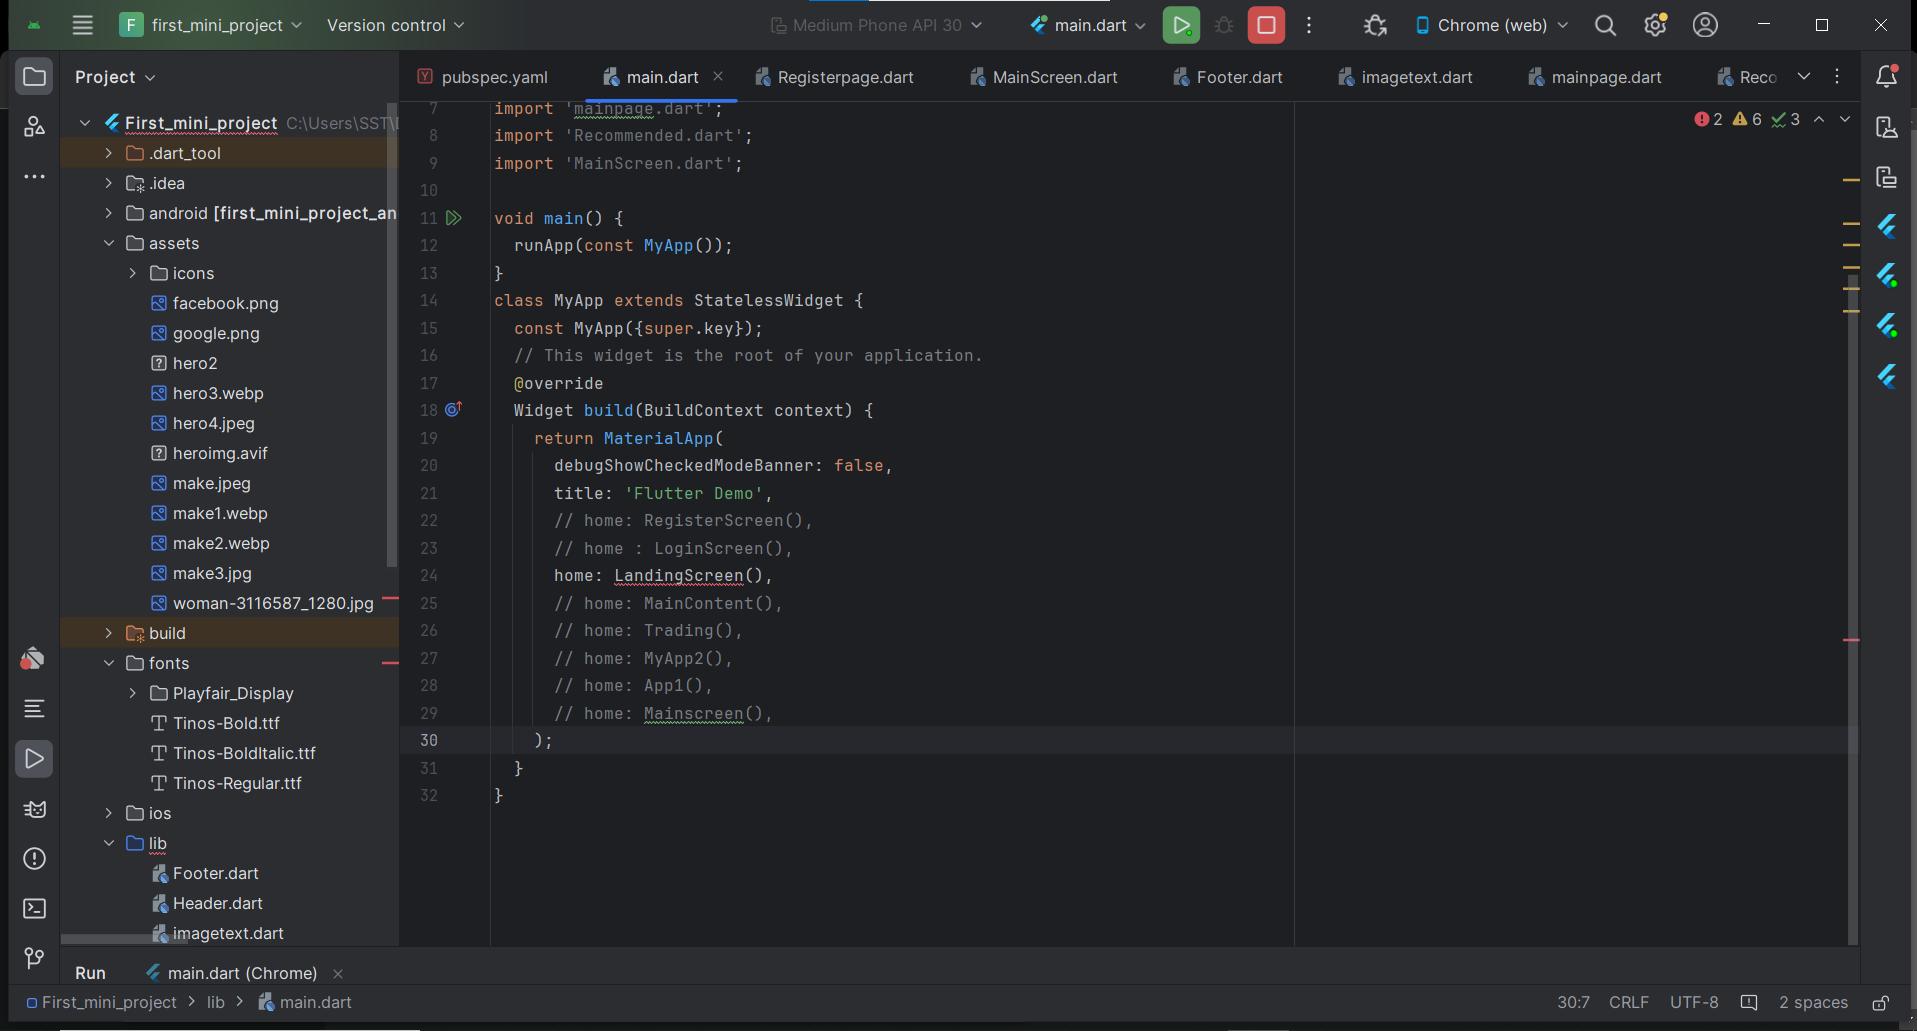 F first_mini_project Version control Medium Phone API 30 main.dart Chrome (web)
Project
pubspec.yaml main.dart Registerpage.dart MainScreen.dart Footer.dart imagetext.dart mainpage.dart Reco
First_mini_project C:\Users\SST\
.dart_tool
.idea
android [first_mini_project_an
assets
icons
facebook.png
google.png
hero2
hero3.webp
hero4.jpeg
heroimg.avif
make.jpeg
make1.webp
make2.webp
make3.jpg
woman-3116587_1280.jpg
build
fonts
Playfair_Display
Tinos-Bold.ttf
Tinos-BoldItalic.ttf
Tinos-Regular.ttf
ios
lib
Footer.dart
Header.dart
imagetext.dart
2 6 3
7 import 'mainpage.dart';
8 import 'Recommended.dart';
9 import 'MainScreen.dart';
10
11 void main() {
12 runApp(const MyApp());
13 }
14 class MyApp extends StatelessWidget {
15 const MyApp({super.key});
16 // This widget is the root of your application.
17 @override
18 Widget build(BuildContext context) {
19 return MaterialApp(
20 debugShowCheckedModeBanner: false,
21 title: 'Flutter Demo',
22 // home: RegisterScreen(),
23 // home : LoginScreen(),
24 home: LandingScreen(),
25 // home: MainContent(),
26 // home: Trading(),
27 // home: MyApp2(),
28 // home: App1(),
29 // home: Mainscreen(),
30 );
31 }
32 }
Run main.dart (Chrome)
First_mini_project > lib > main.dart 30:7 CRLF UTF-8 2 spaces